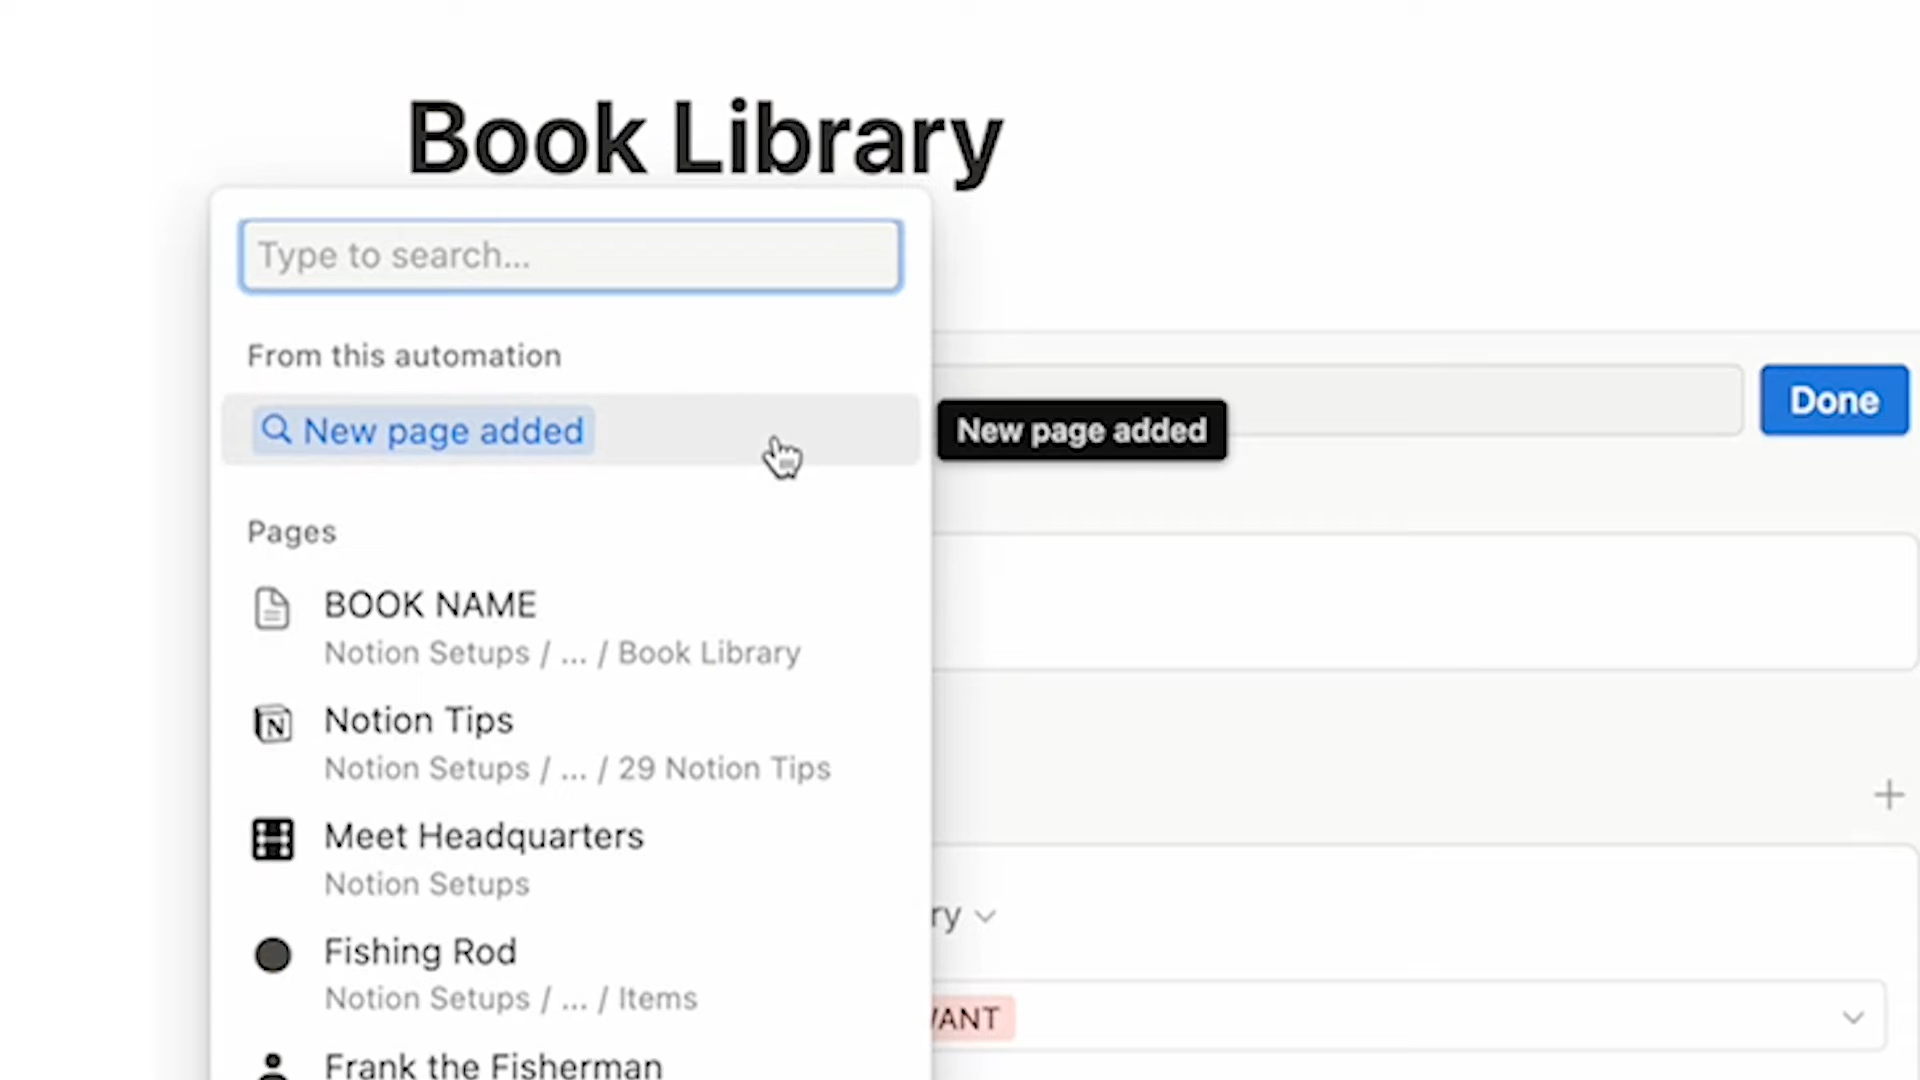 Book Library
Type to search...
From this automation
New page added
New page added
Done
Pages
BOOK NAME
Notion Setups / ... / Book Library
Notion Tips
Notion Setups / ... / 29 Notion Tips
Meet Headquarters
Notion Setups
ry
Fishing Rod
Notion Setups / ... / Items
WANT
Frank the Fisherman